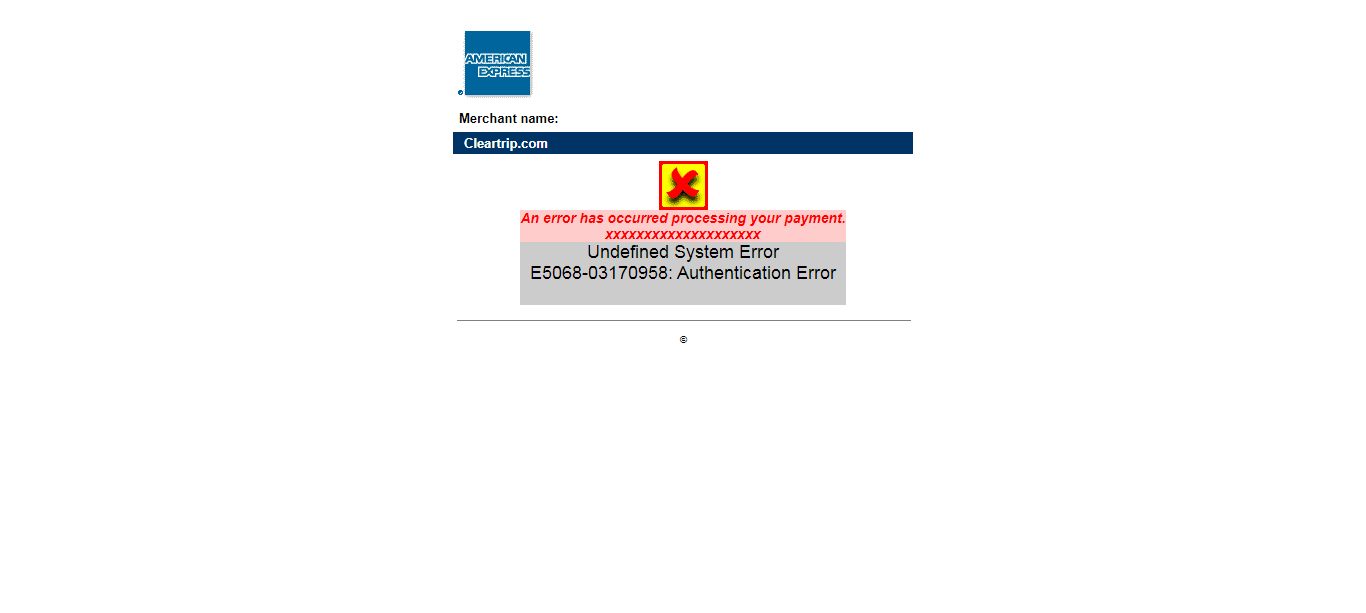 AMERICAN
EXPRESS
Merchant name:
Cleartrip.com
An error has occurred processing your payment.
xxxxxxxxxxxxxxxxxxxx
Undefined System Error
E5068-03170958: Authentication Error
©